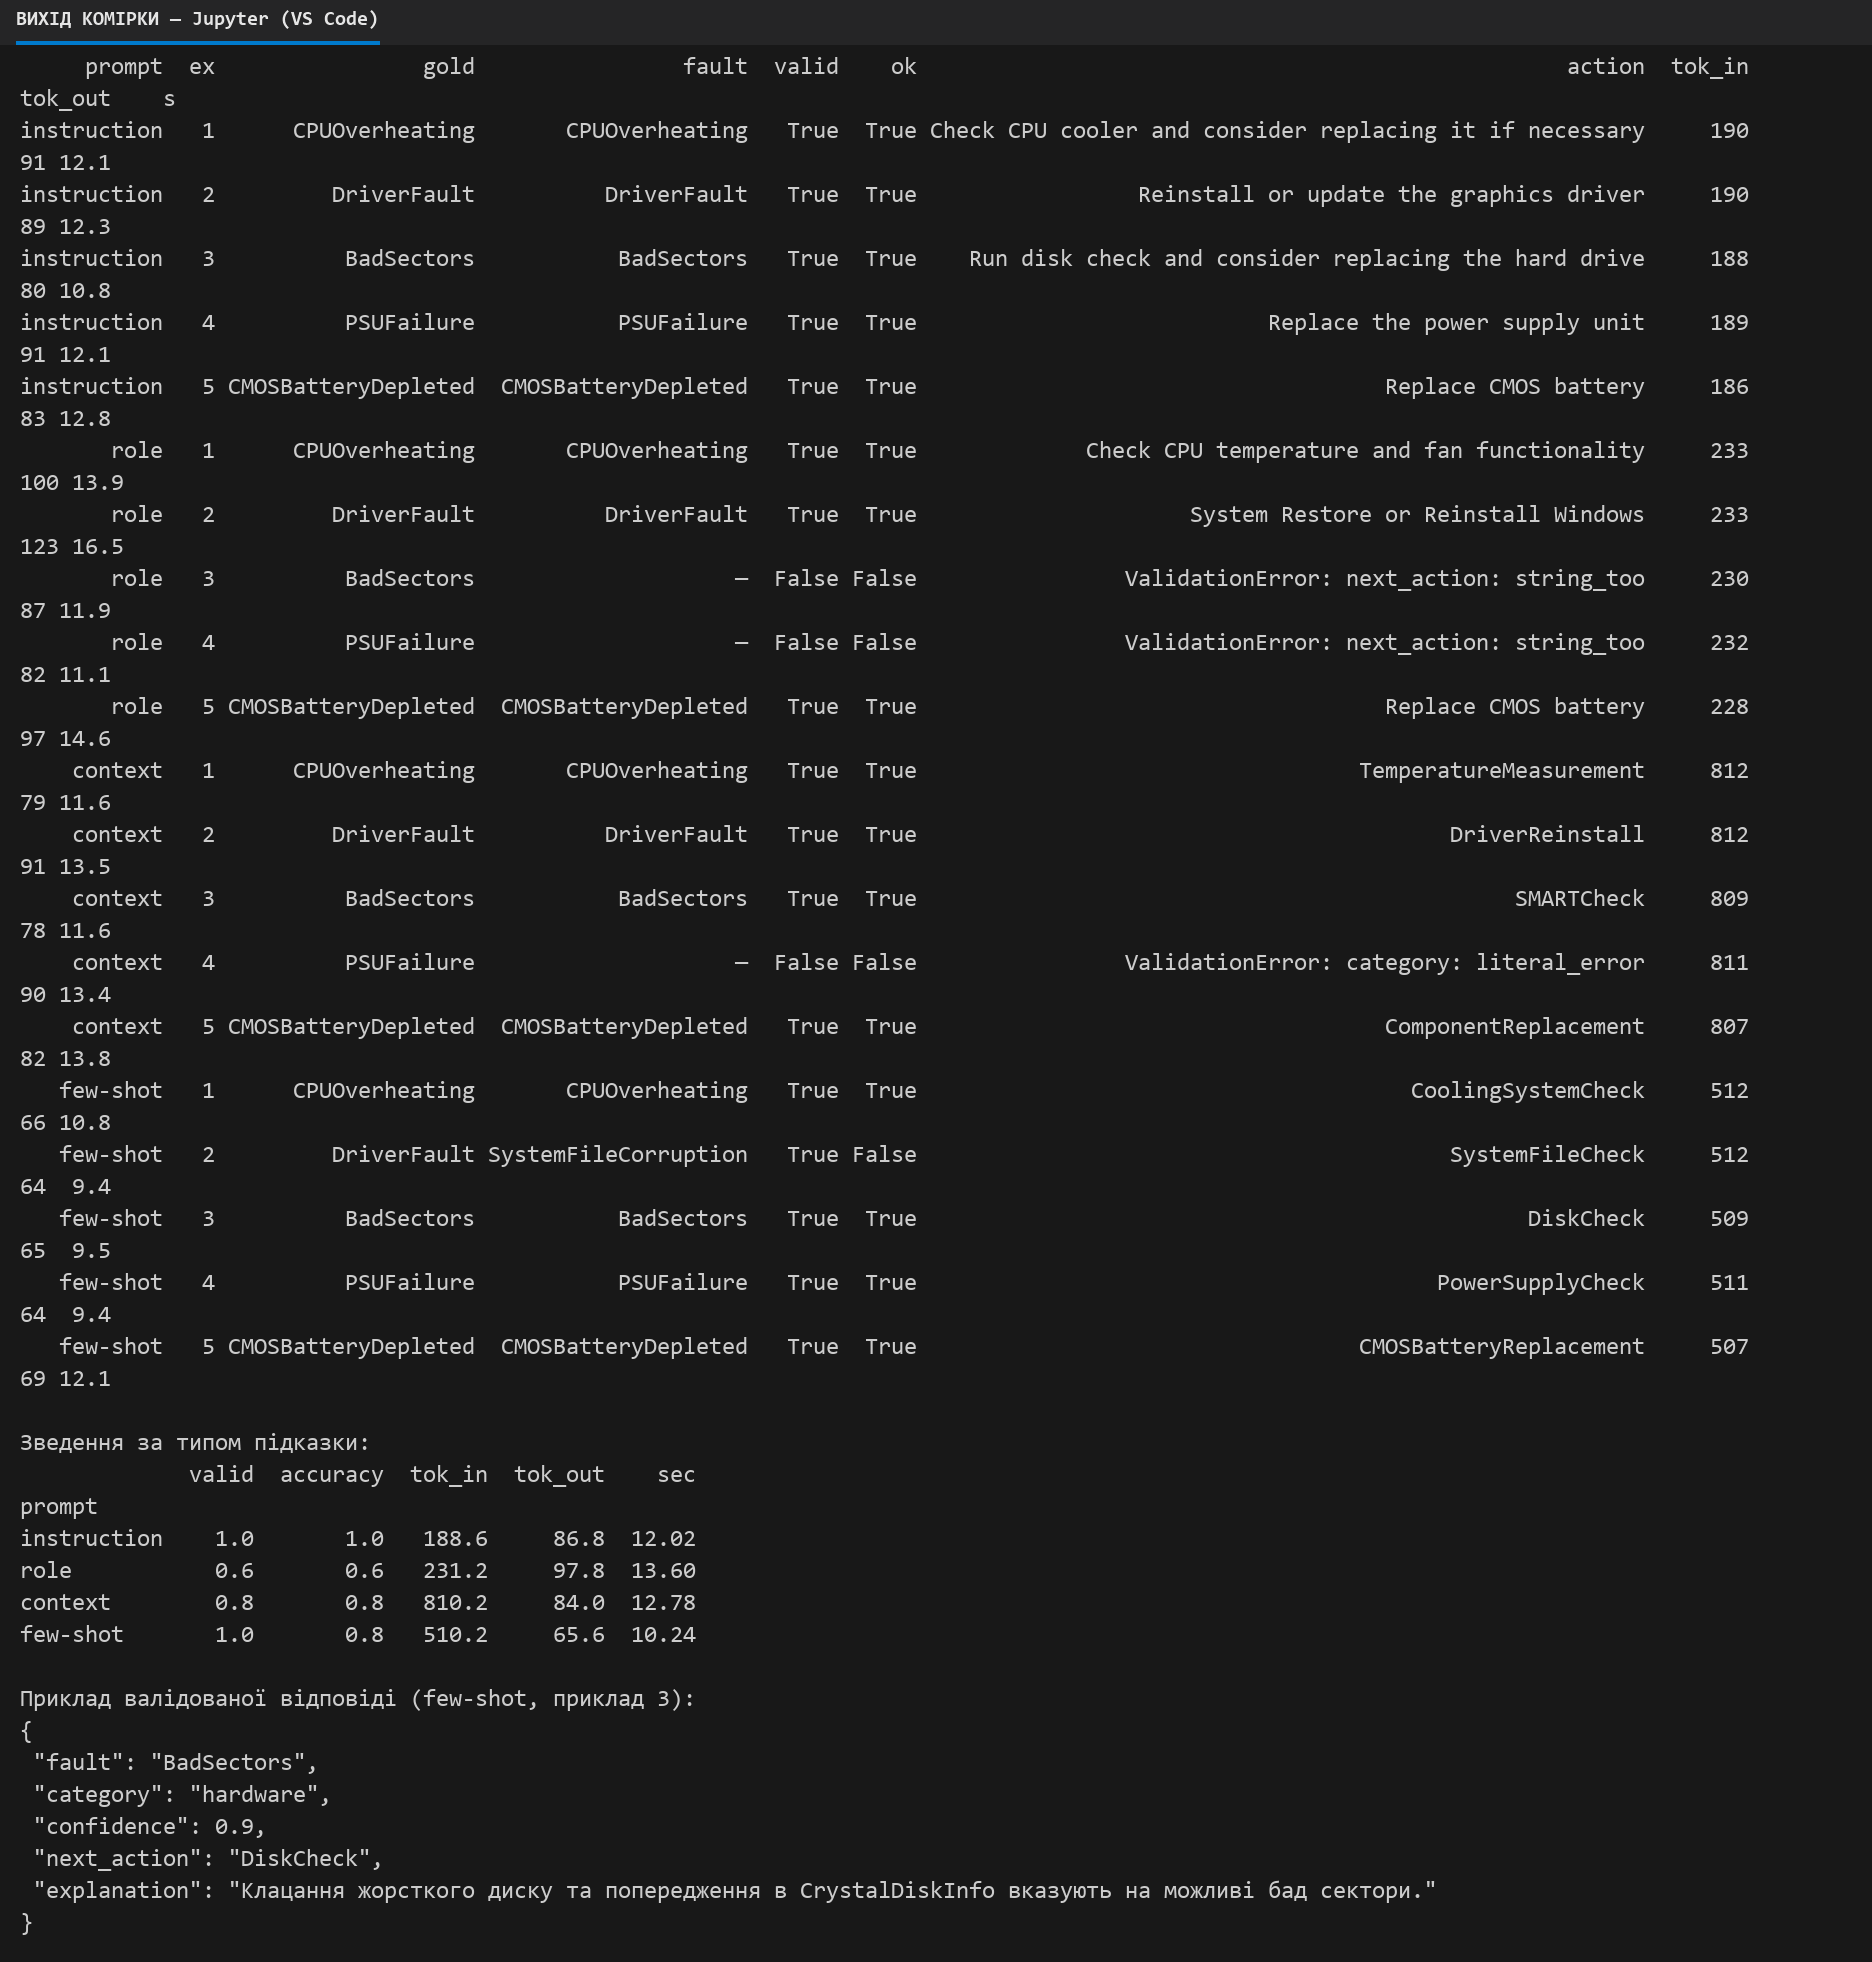 ВИХІД КОМІРКИ — Jupyter (VS Code)
prompt ex gold fault valid ok action tok_in
tok_out s
instruction 1 CPUOverheating CPUOverheating True True Check CPU cooler and consider replacing it if necessary 190
91 12.1
instruction 2 DriverFault DriverFault True True Reinstall or update the graphics driver 190
89 12.3
instruction 3 BadSectors BadSectors True True Run disk check and consider replacing the hard drive 188
80 10.8
instruction 4 PSUFailure PSUFailure True True Replace the power supply unit 189
91 12.1
instruction 5 CMOSBatteryDepleted CMOSBatteryDepleted True True Replace CMOS battery 186
83 12.8
role 1 CPUOverheating CPUOverheating True True Check CPU temperature and fan functionality 233
100 13.9
role 2 DriverFault DriverFault True True System Restore or Reinstall Windows 233
123 16.5
role 3 BadSectors — False False ValidationError: next_action: string_too 230
87 11.9
role 4 PSUFailure — False False ValidationError: next_action: string_too 232
82 11.1
role 5 CMOSBatteryDepleted CMOSBatteryDepleted True True Replace CMOS battery 228
97 14.6
context 1 CPUOverheating CPUOverheating True True TemperatureMeasurement 812
79 11.6
context 2 DriverFault DriverFault True True DriverReinstall 812
91 13.5
context 3 BadSectors BadSectors True True SMARTCheck 809
78 11.6
context 4 PSUFailure — False False ValidationError: category: literal_error 811
90 13.4
context 5 CMOSBatteryDepleted CMOSBatteryDepleted True True ComponentReplacement 807
82 13.8
few-shot 1 CPUOverheating CPUOverheating True True CoolingSystemCheck 512
66 10.8
few-shot 2 DriverFault SystemFileCorruption True False SystemFileCheck 512
64 9.4
few-shot 3 BadSectors BadSectors True True DiskCheck 509
65 9.5
few-shot 4 PSUFailure PSUFailure True True PowerSupplyCheck 511
64 9.4
few-shot 5 CMOSBatteryDepleted CMOSBatteryDepleted True True CMOSBatteryReplacement 507
69 12.1
Зведення за типом підказки:
valid accuracy tok_in tok_out sec
prompt
instruction 1.0 1.0 188.6 86.8 12.02
role 0.6 0.6 231.2 97.8 13.60
context 0.8 0.8 810.2 84.0 12.78
few-shot 1.0 0.8 510.2 65.6 10.24
Приклад валідованої відповіді (few-shot, приклад 3):
{
"fault": "BadSectors",
"category": "hardware",
"confidence": 0.9,
"next_action": "DiskCheck",
"explanation": "Клацання жорсткого диску та попередження в CrystalDiskInfo вказують на можливі бад сектори."
}